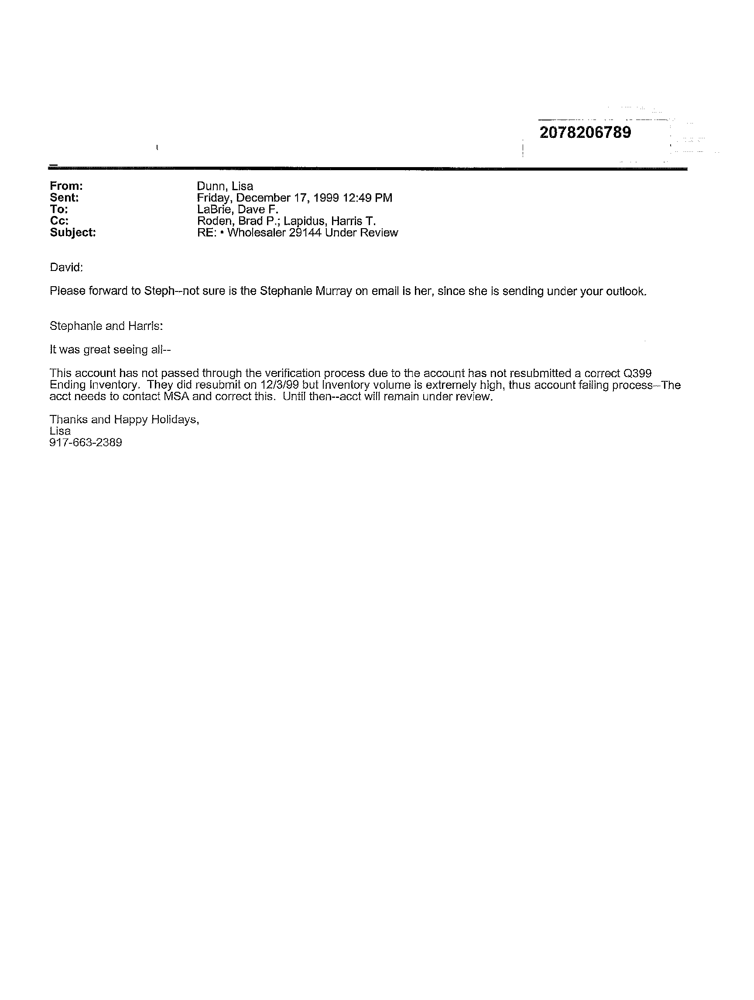 2078206789
From: Dunn, Lisa
Sent: Friday, December 17, 1999 12:49 PM
To: LaBrie, Dave F.
Cc: Roden, Brad P.; Lapidus, Harris T.
Subject: RE: • Wholesaler 29144 Under Review
David:
Please forward to Steph--not sure is the Stephanie Murray on email is her, since she is sending under your outlook.
Stephanie and Harris:
It was great seeing all--
This account has not passed through the verification process due to the account has not resubmitted a correct Q399
Ending Inventory. They did resubmit on 12/3/99 but Inventory volume is extremely high, thus account failing process--The
acct needs to contact MSA and correct this. Until then--acct will remain under review.
Thanks and Happy Holidays,
Lisa
917-663-2389